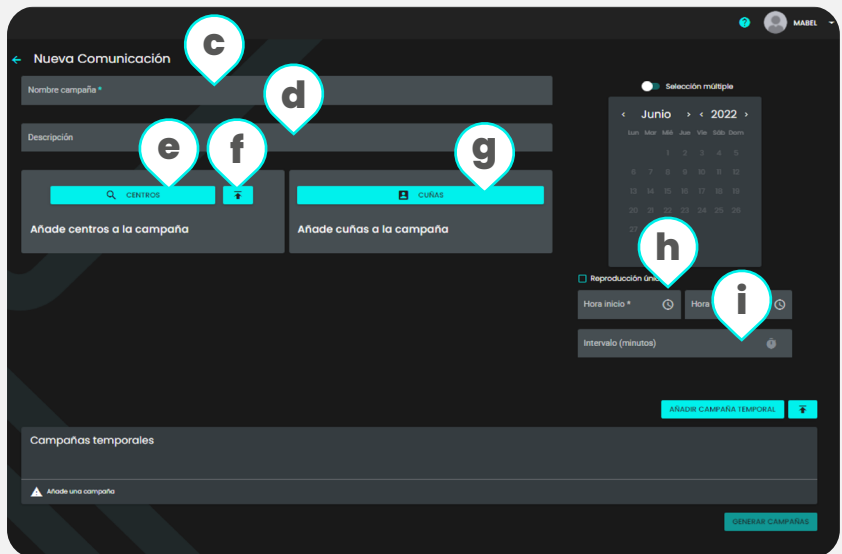 ? MABEL
← Nueva Comunicación
c
Nombre campaña *
d
Descripción
e
f
g
CENTROS
CUÑAS
Añade centros a la campaña
Añade cuñas a la campaña
Selección múltiple
‹ Junio › ‹ 2022 ›
Lun Mar Mié Jue Vie Sáb Dom
1 2 3 4 5
6 7 8 9 10 11 12
13 14 15 16 17 18 19
20 21 22 23 24 25 26
27
h
Reproducción
i
Hora inicio *
Hora
Intervalo (minutos)
AÑADIR CAMPAÑA TEMPORAL
Campañas temporales
Añade una campaña
GENERAR CAMPAÑAS